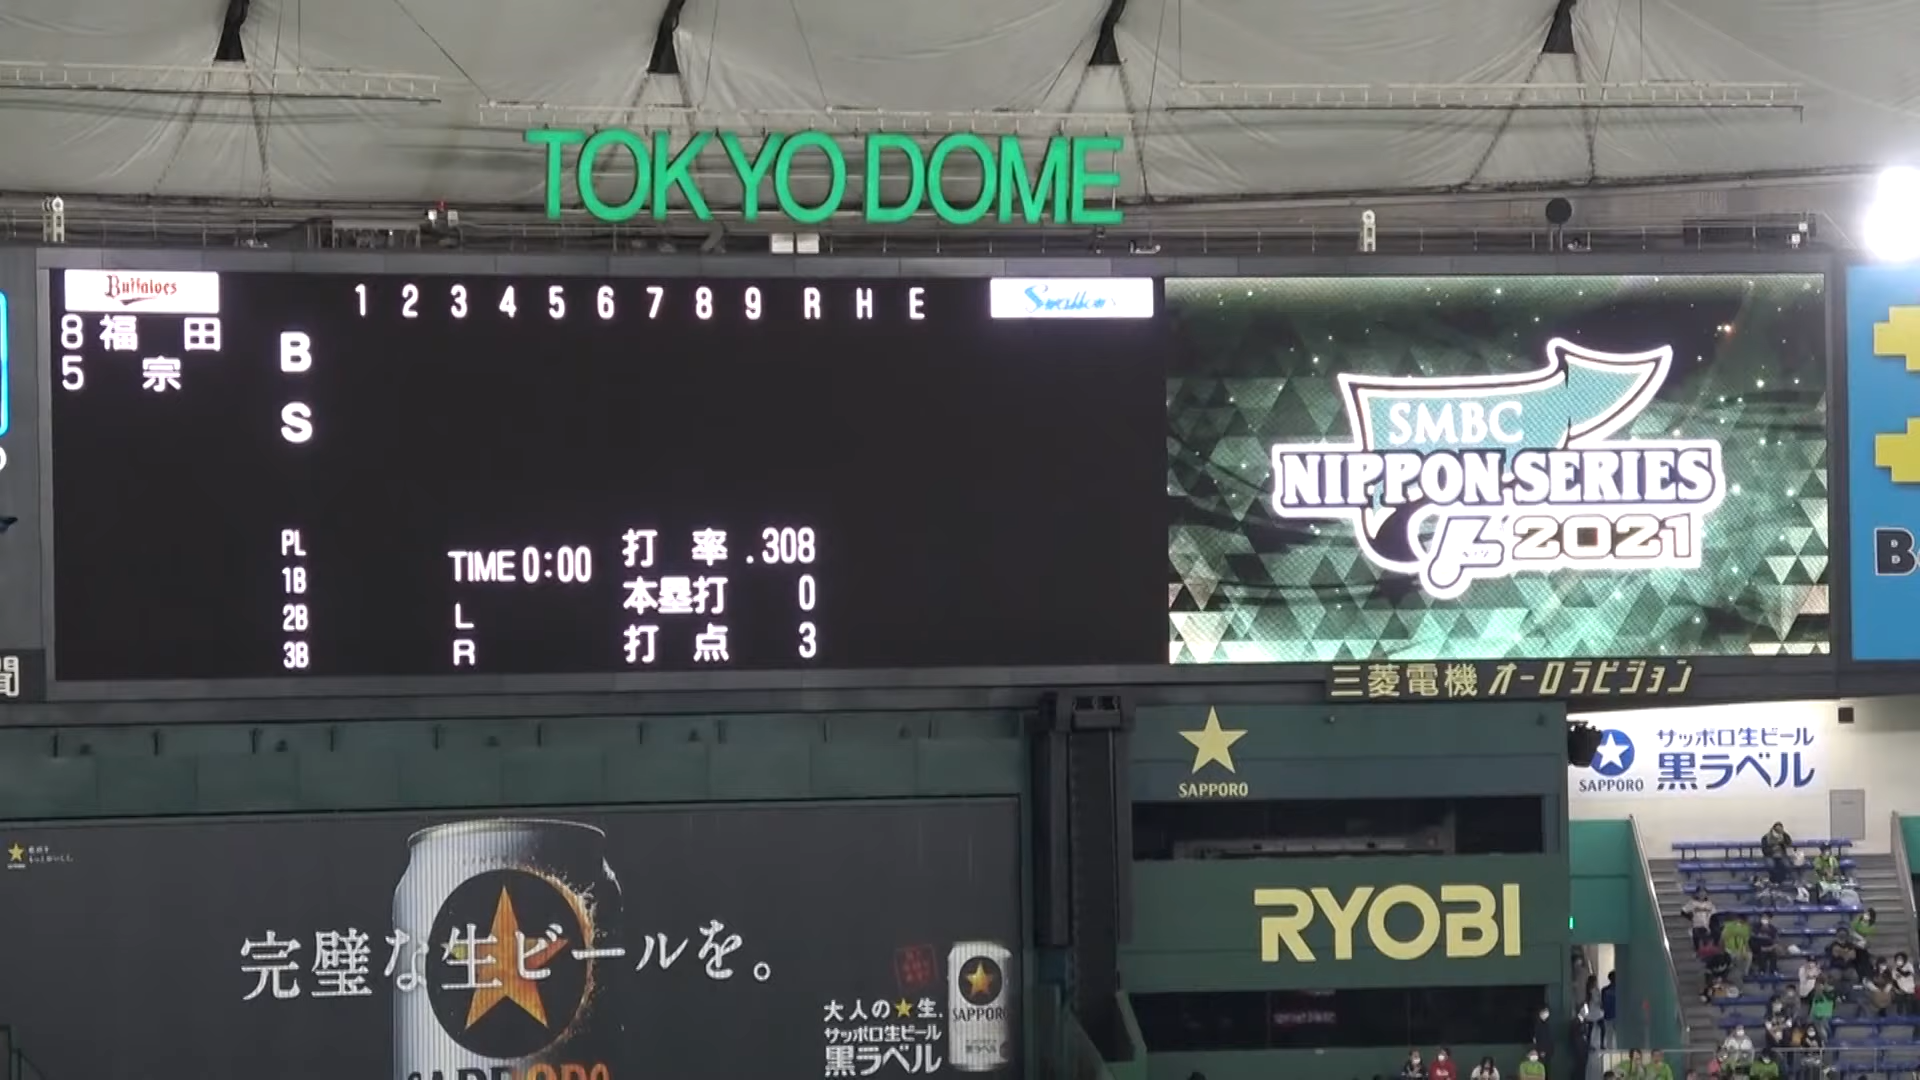 TOKYO DOME
Buffaloes
1 2 3 4 5 6 7 8 9 R H E
Swallows
8 福田
5 宗
B
S
PL
1B
2B
3B
TIME 0:00
L
R
打率 .308
本塁打 0
打点 3
SMBC
NIPPON SERIES
2021
三菱電機 オーロラビジョン
聞
B
SAPPORO
SAPPORO
サッポロ生ビール
黒ラベル
RYOBI
完璧な生ビールを。
大人の★生。
サッポロ生ビール
黒ラベル
SAPPORO
SAPPORO